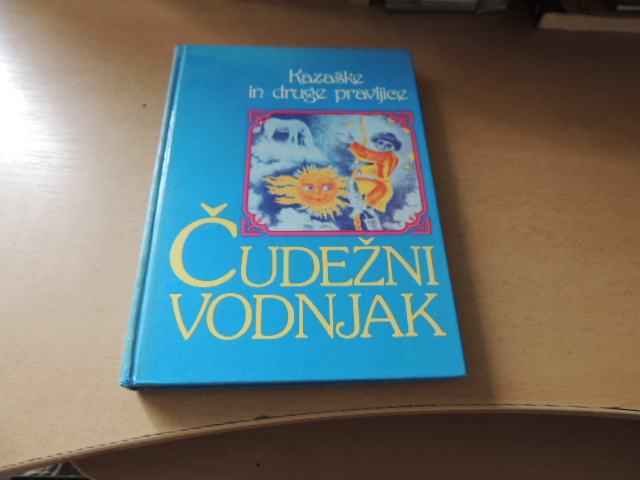 Kazaške
in druge pravljice
ČUDEŽNI
VODNJAK